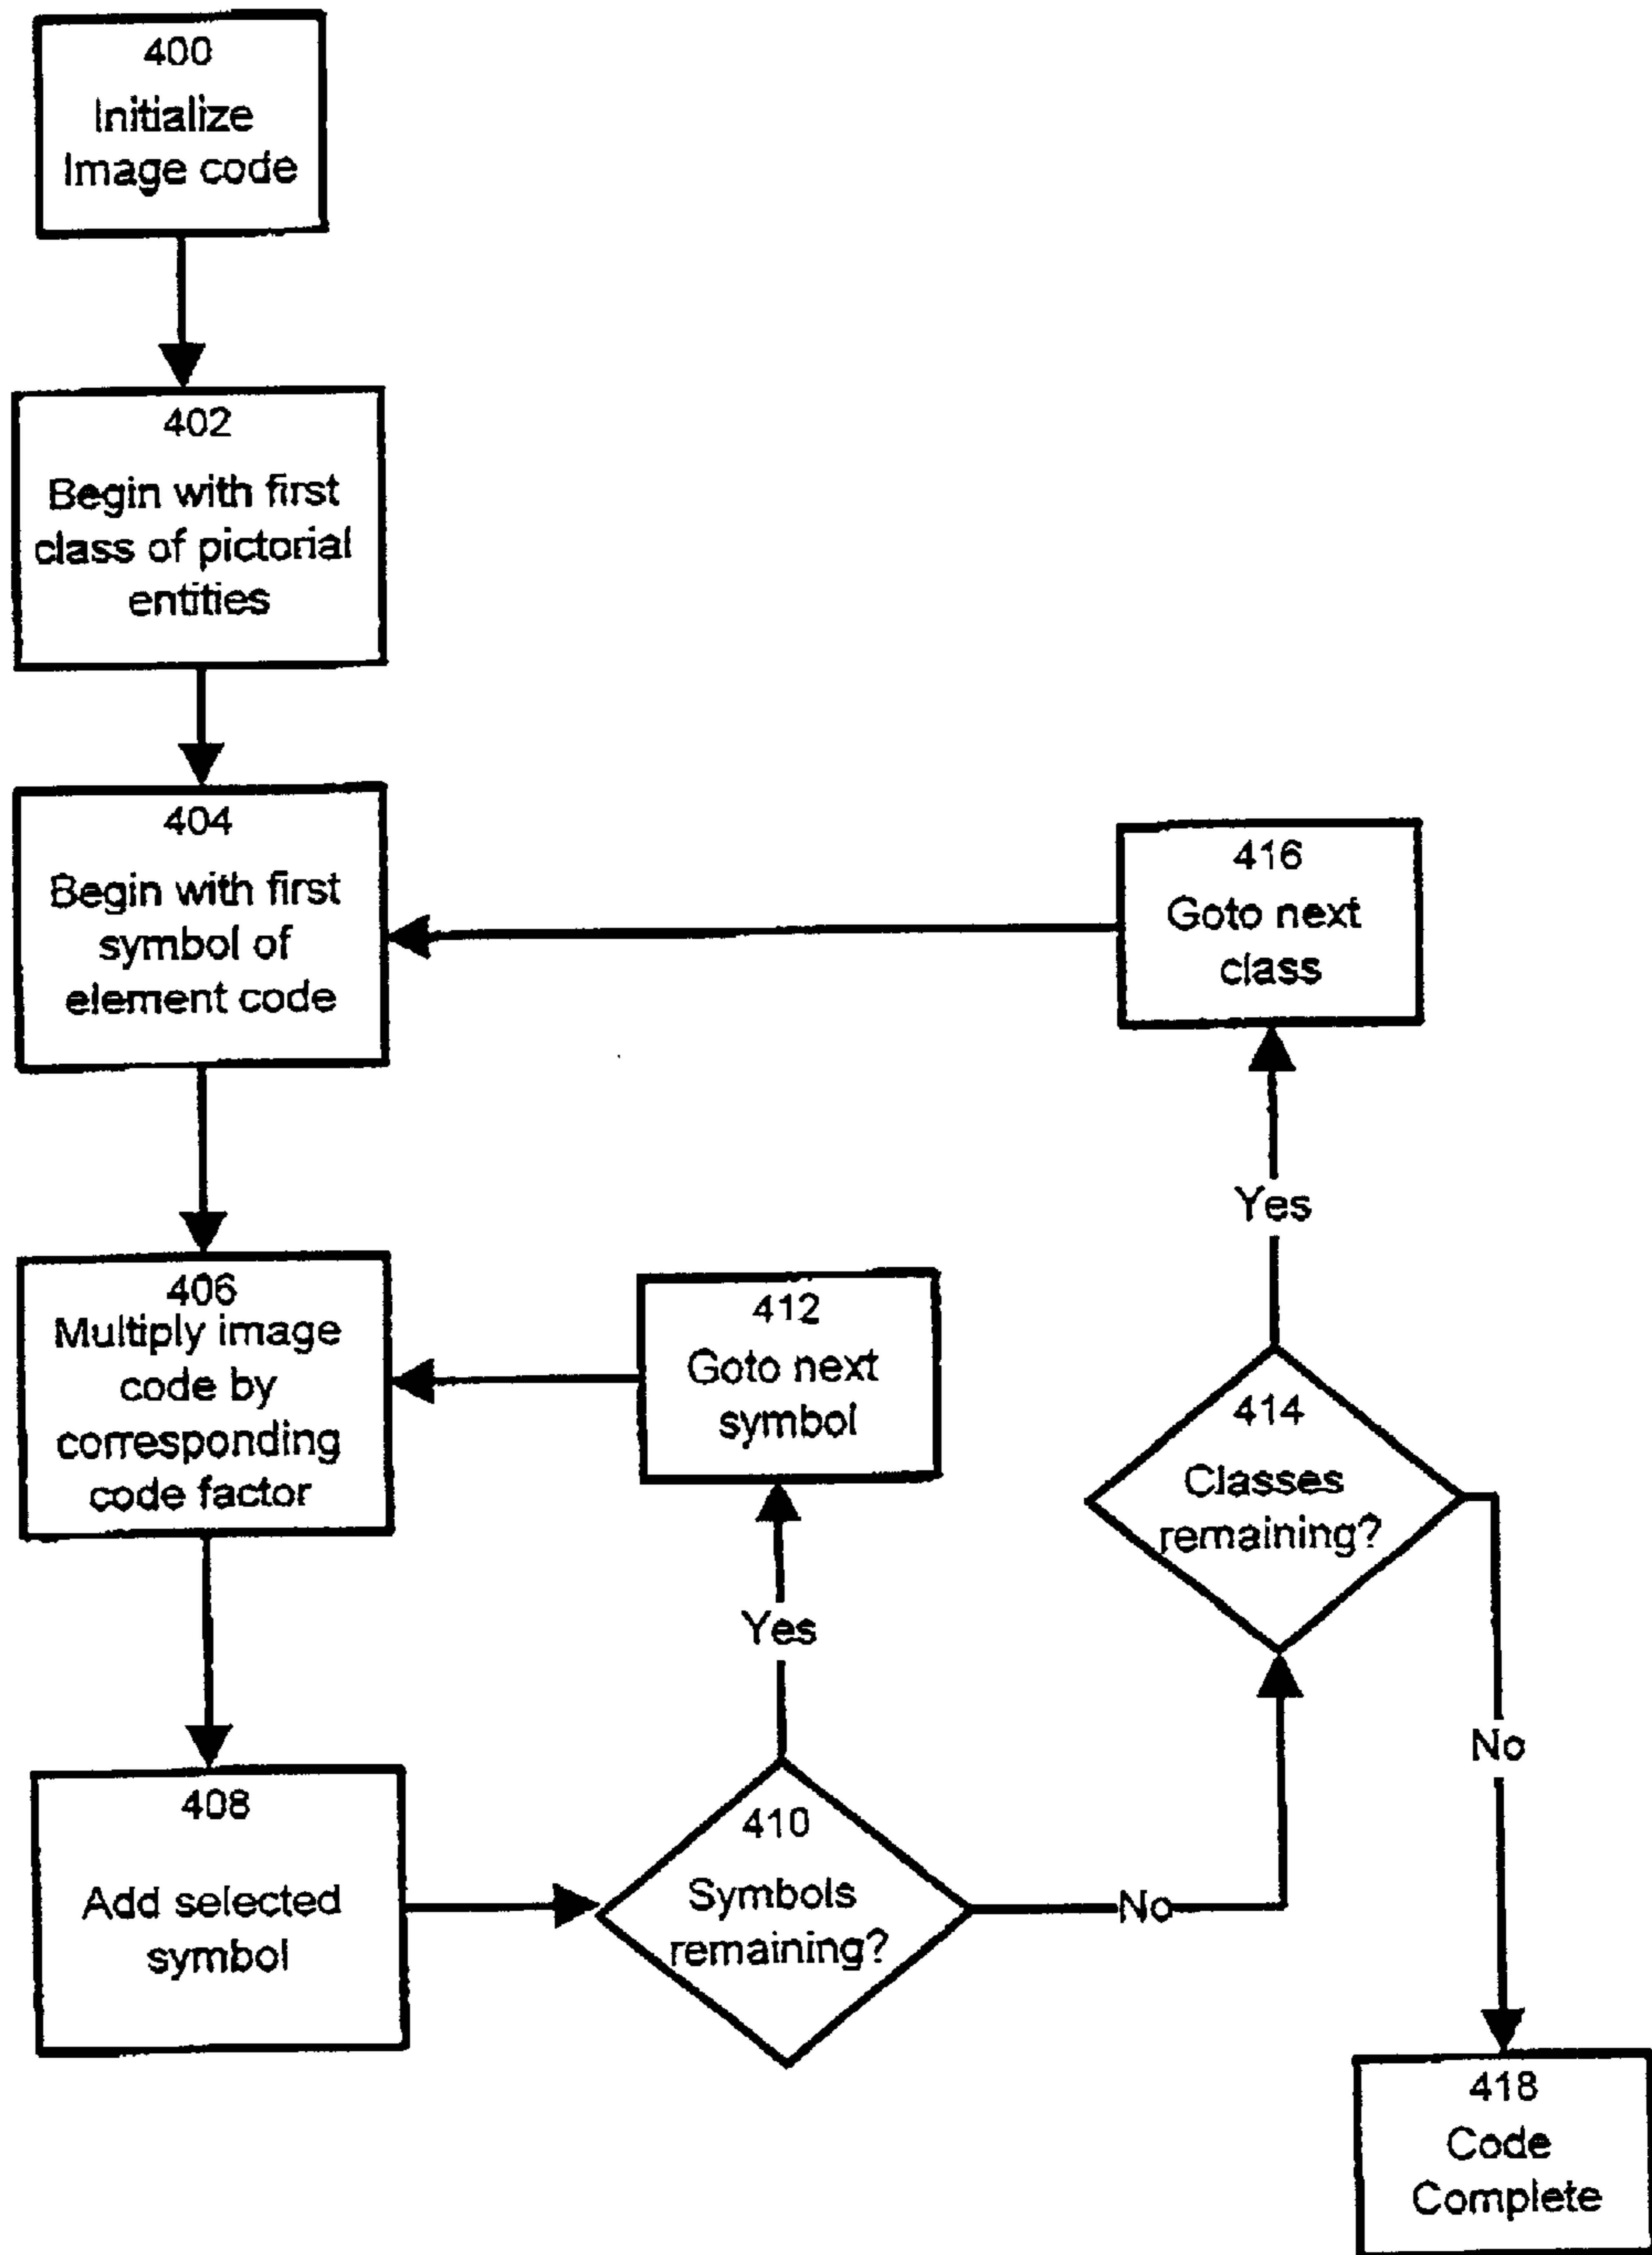 400
Initialize
Image code
402
Begin with first
class of pictorial
entities
404
Begin with first
symbol of
element code
416
Goto next
class
Yes
406
Multiply image
code by
corresponding
code factor
412
Goto next
symbol
414
Classes
remaining?
Yes
No
408
Add selected
symbol
410
Symbols
remaining?
No
418
Code
Complete